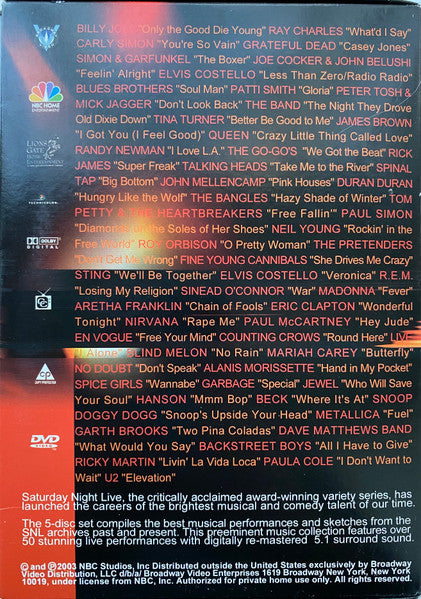 BILLY JOEL "Only the Good Die Young" RAY CHARLES "What'd I Say"
CARLY SIMON "You're So Vain" GRATEFUL DEAD "Casey Jones"
SIMON & GARFUNKEL "The Boxer" JOE COCKER & JOHN BELUSHI
"Feelin' Alright" ELVIS COSTELLO "Less Than Zero/Radio Radio"
BLUES BROTHERS "Soul Man" PATTI SMITH "Gloria" PETER TOSH &
MICK JAGGER "Don't Look Back" THE BAND "The Night They Drove
Old Dixie Down" TINA TURNER "Better Be Good to Me" JAMES BROWN
"I Got You (I Feel Good)" QUEEN "Crazy Little Thing Called Love"
RANDY NEWMAN "I Love L.A." THE GO-GO'S "We Got the Beat" RICK
JAMES "Super Freak" TALKING HEADS "Take Me to the River" SPINAL
TAP "Big Bottom" JOHN MELLENCAMP "Pink Houses" DURAN DURAN
"Hungry Like the Wolf" THE BANGLES "Hazy Shade of Winter" TOM
PETTY & THE HEARTBREAKERS "Free Fallin'" PAUL SIMON
"Diamonds on the Soles of Her Shoes" NEIL YOUNG "Rockin' in the
Free World" ROY ORBISON "O Pretty Woman" THE PRETENDERS
"Don't Get Me Wrong" FINE YOUNG CANNIBALS "She Drives Me Crazy"
STING "We'll Be Together" ELVIS COSTELLO "Veronica" R.E.M.
"Losing My Religion" SINEAD O'CONNOR "War" MADONNA "Fever"
ARETHA FRANKLIN "Chain of Fools" ERIC CLAPTON "Wonderful
Tonight" NIRVANA "Rape Me" PAUL McCARTNEY "Hey Jude"
EN VOGUE "Free Your Mind" COUNTING CROWS "Round Here" LIVE
"I Alone" BLIND MELON "No Rain" MARIAH CAREY "Butterfly"
NO DOUBT "Don't Speak" ALANIS MORISSETTE "Hand in My Pocket"
SPICE GIRLS "Wannabe" GARBAGE "Special" JEWEL "Who Will Save
Your Soul" HANSON "Mmm Bop" BECK "Where It's At" SNOOP
DOGGY DOGG "Snoop's Upside Your Head" METALLICA "Fuel"
GARTH BROOKS "Two Pina Coladas" DAVE MATTHEWS BAND
"What Would You Say" BACKSTREET BOYS "All I Have to Give"
RICKY MARTIN "Livin' La Vida Loca" PAULA COLE "I Don't Want to
Wait" U2 "Elevation"
NBC HOME
ENTERTAINMENT
LIONS
GATE
Home Entertainment
TECHNICOLOR
DOLBY
DIGITAL
CC
COPY PROTECTED
DVD
VIDEO
Saturday Night Live, the critically acclaimed award-winning variety series, has
launched the careers of the brightest musical and comedy talent of our time.
The 5-disc set compiles the best musical performances and sketches from the
SNL archives past and present. This preeminent music collection features over
50 stunning live performances with digitally re-mastered 5.1 surround sound.
© and ℗2003 NBC Studios, Inc Distributed outside the United States exclusively by Broadway
Video Distribution, LLC d/b/a/ Broadway Video Enterprises 1619 Broadway New York, New York
10019, under license from NBC, Inc. Authorized for private home use only. All rights reserved.